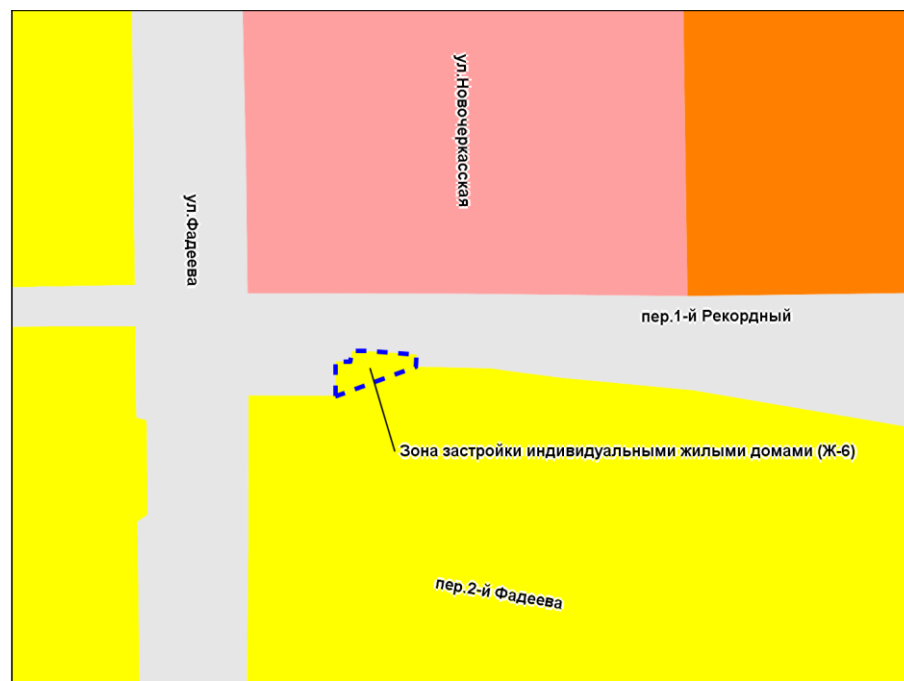 ул.Новочеркасская
ул.Фадеева
пер.1-й Рекордный
Зона застройки индивидуальными жилыми домами (Ж-6)
пер.2-й Фадеева